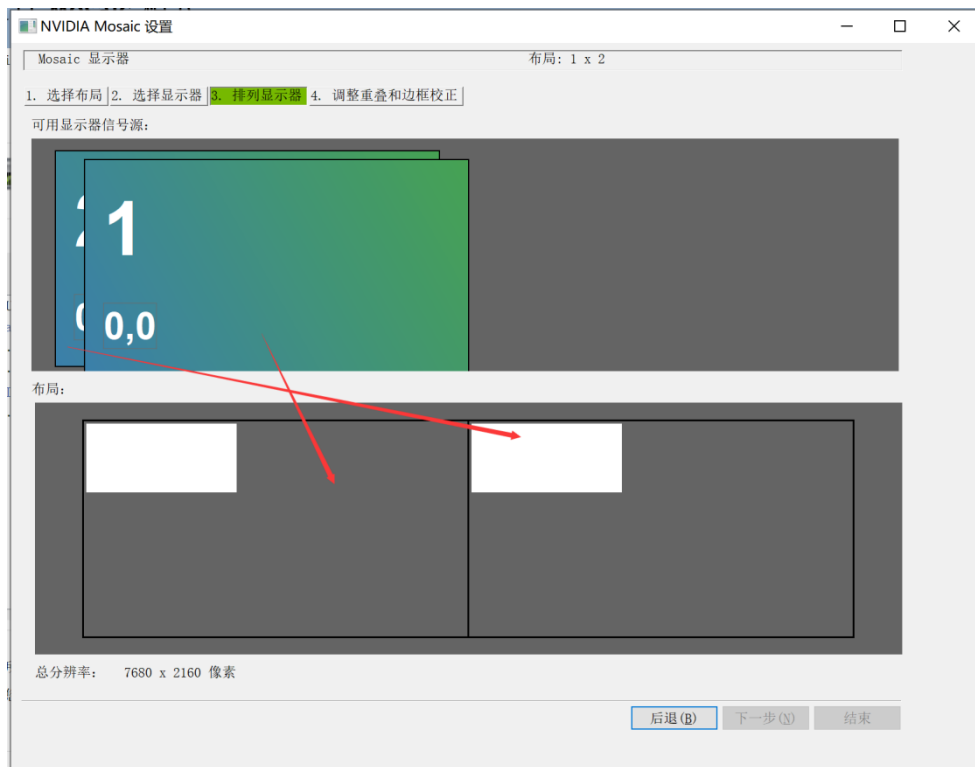 NVIDIA Mosaic 设置
Mosaic 显示器 布局: 1 x 2
1. 选择布局 2. 选择显示器 3. 排列显示器 4. 调整重叠和边框校正
可用显示器信号源:
2
1
0,0
布局:
总分辨率: 7680 x 2160 像素
后退(B) 下一步(N) 结束